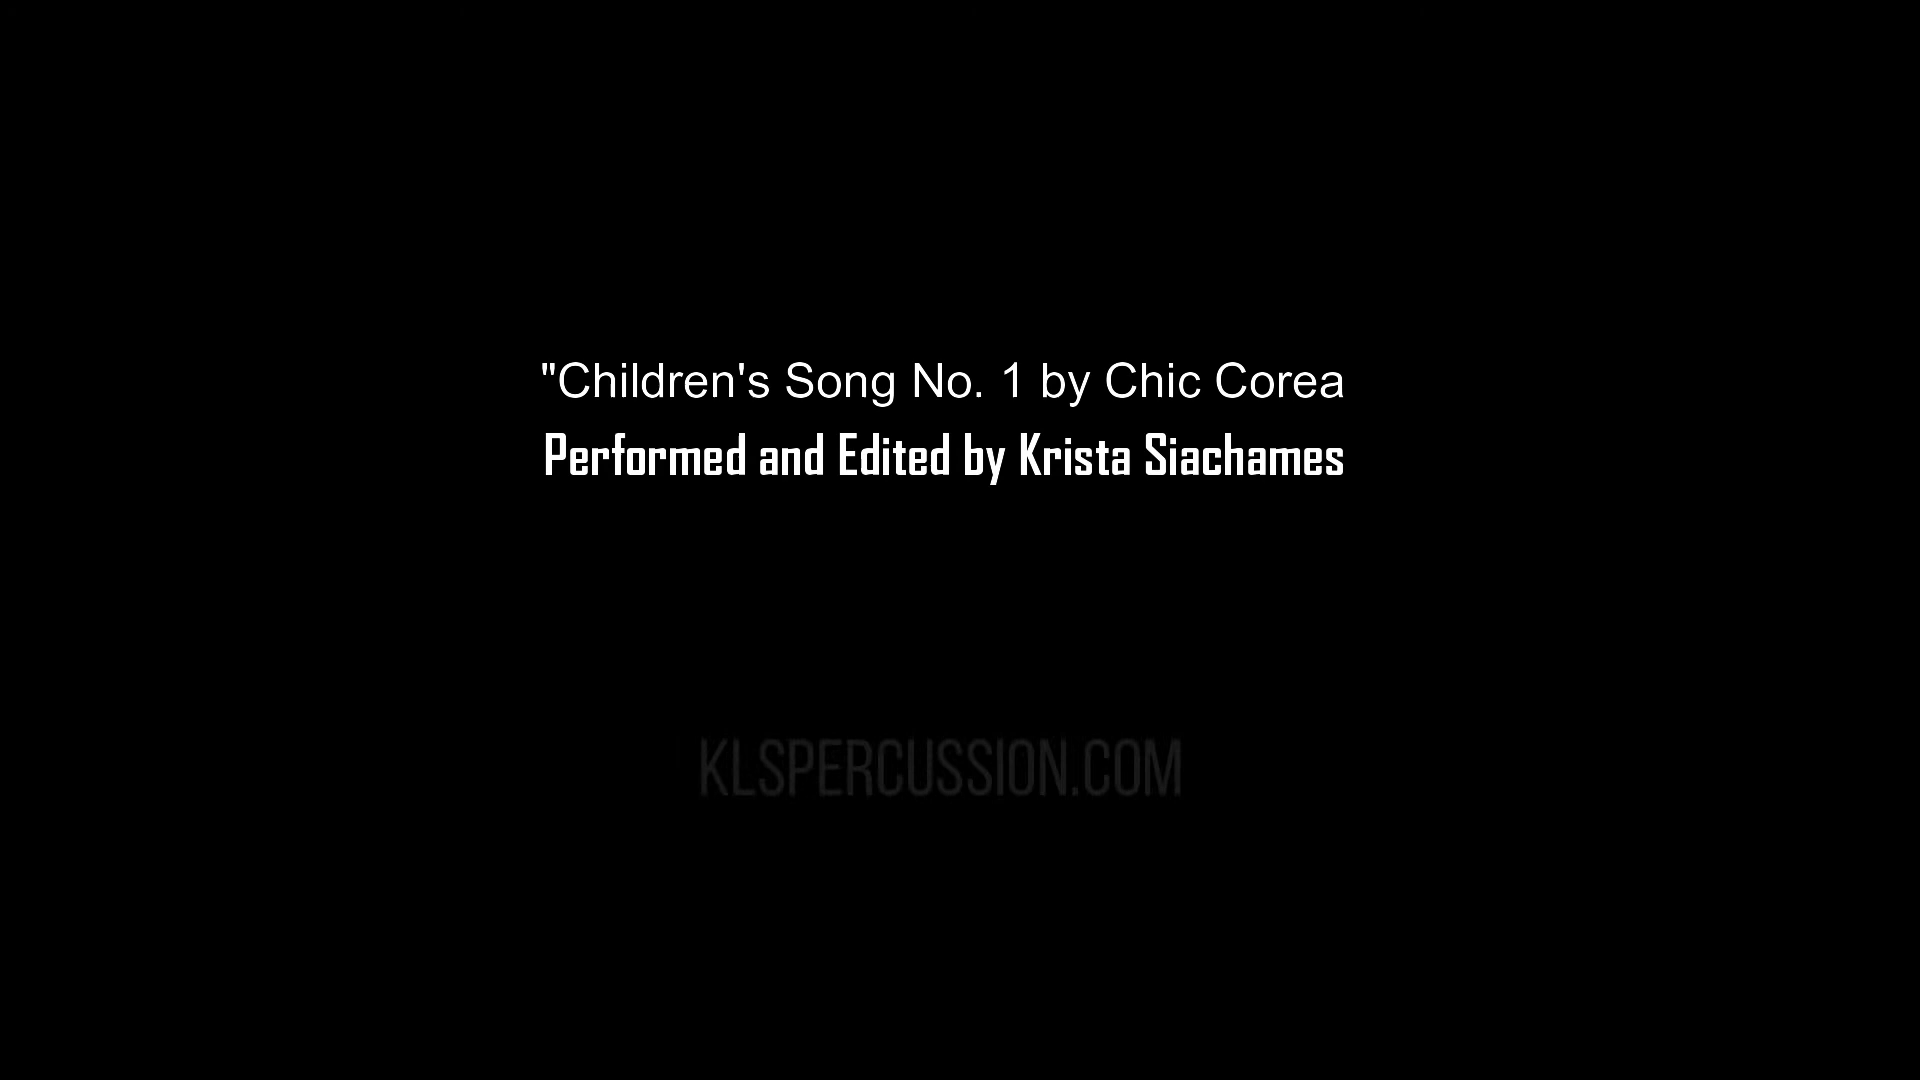 "Children's Song No. 1 by Chic Corea
Performed and Edited by Krista Siachames
KLSPERCUSSION.COM